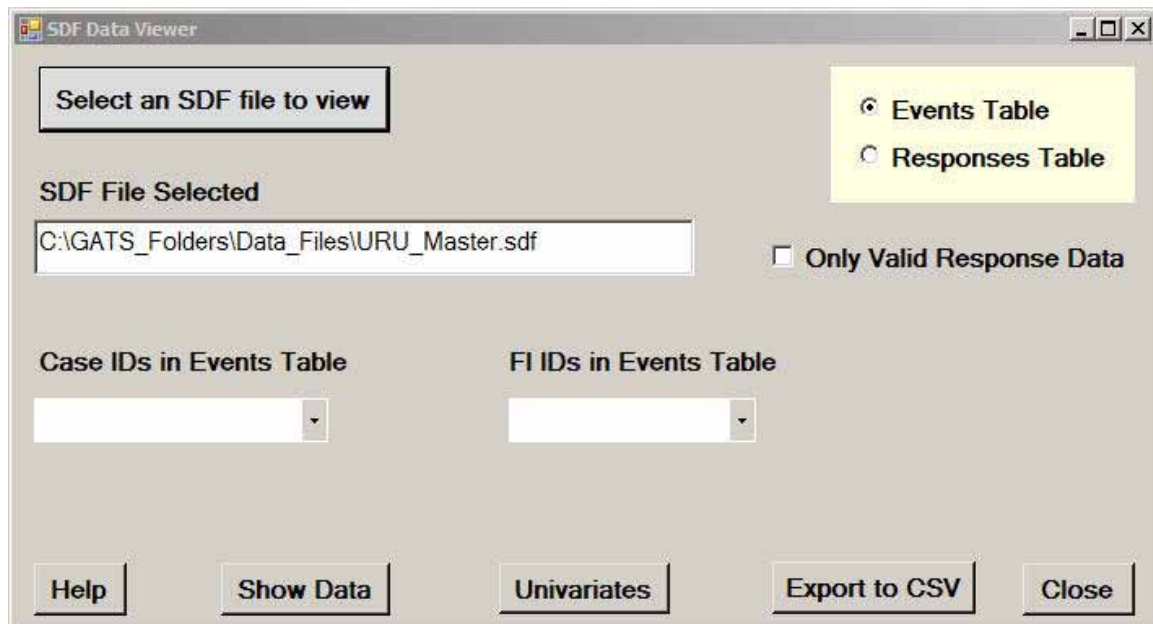 SDF Data Viewer
Select an SDF file to view
Events Table
Responses Table
SDF File Selected
C:\GATS_Folders\Data_Files\URU_Master.sdf
Only Valid Response Data
Case IDs in Events Table
FI IDs in Events Table
Help
Show Data
Univariates
Export to CSV
Close